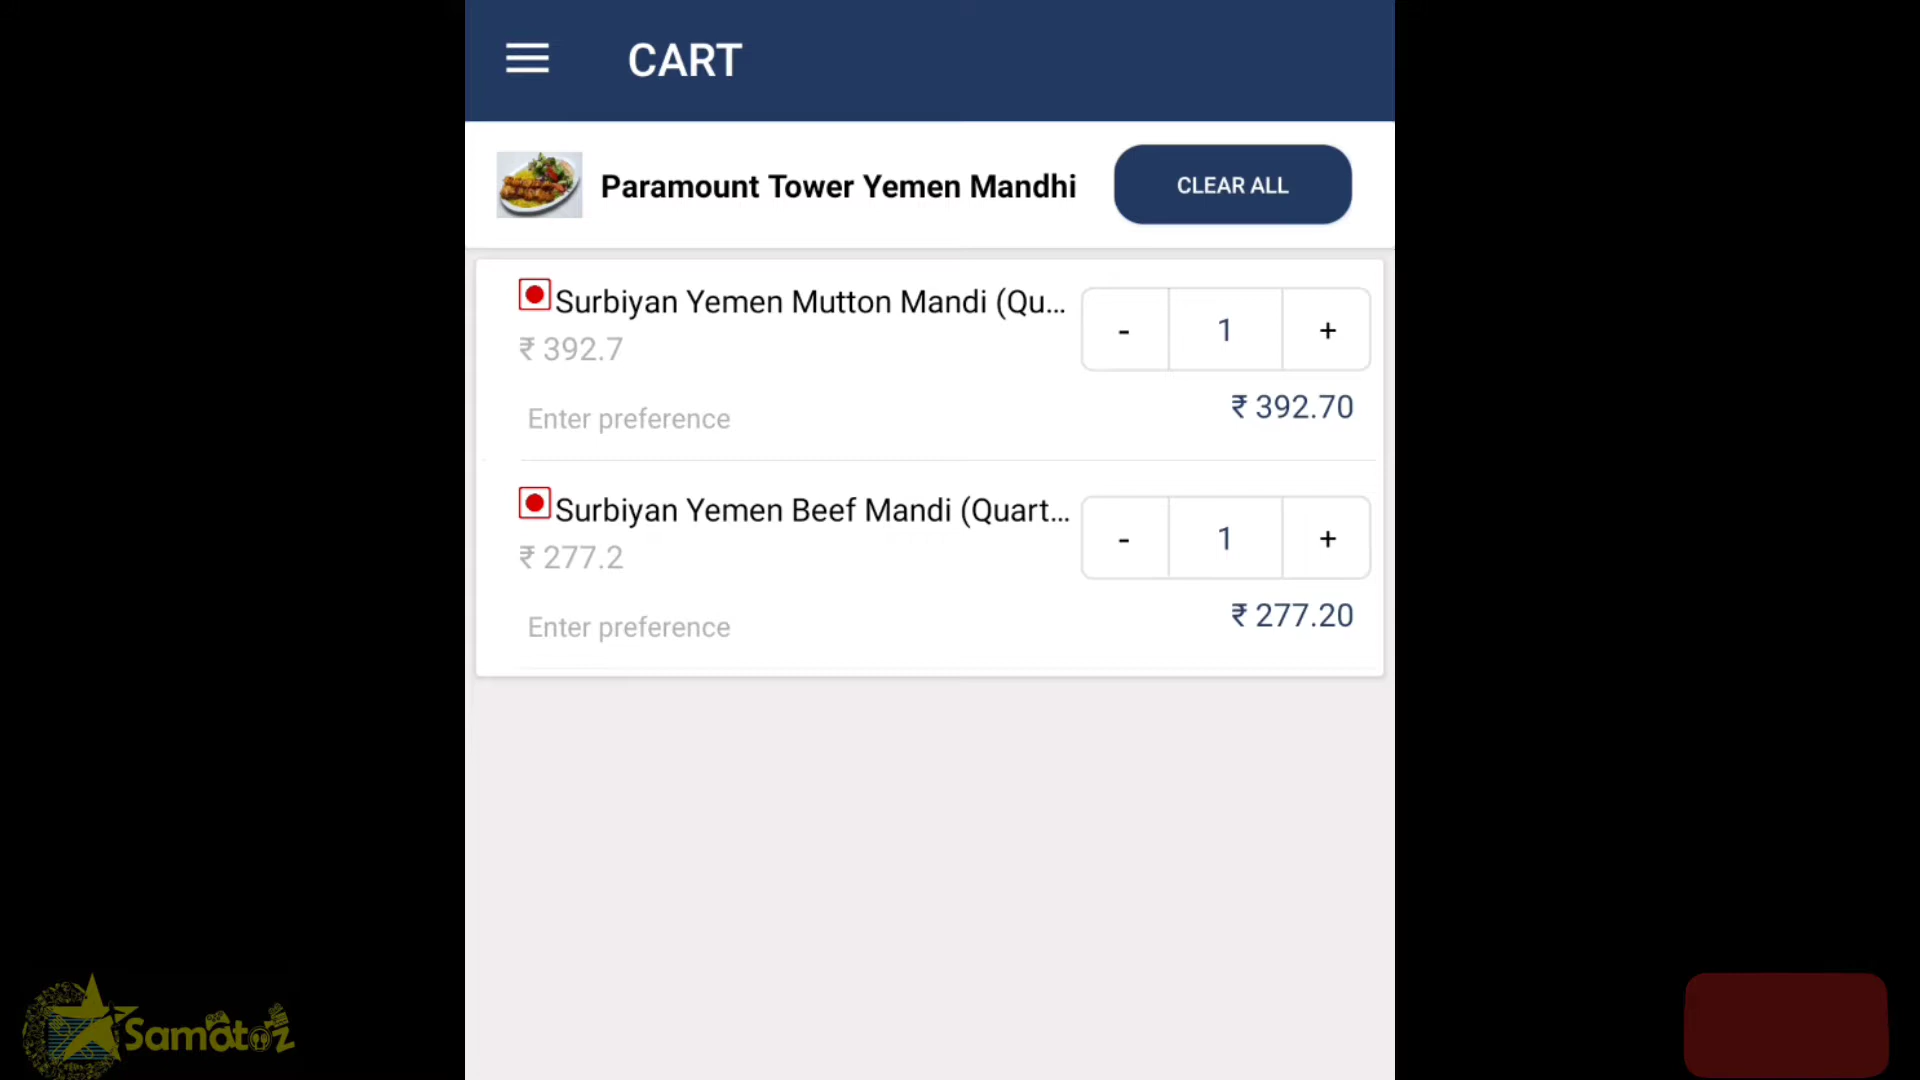 CART
Paramount Tower Yemen Mandhi
CLEAR ALL
Surbiyan Yemen Mutton Mandi (Qu...
- 1 +
₹ 392.7
₹ 392.70
Enter preference
Surbiyan Yemen Beef Mandi (Quart...
- 1 +
₹ 277.2
₹ 277.20
Enter preference
Samatoz